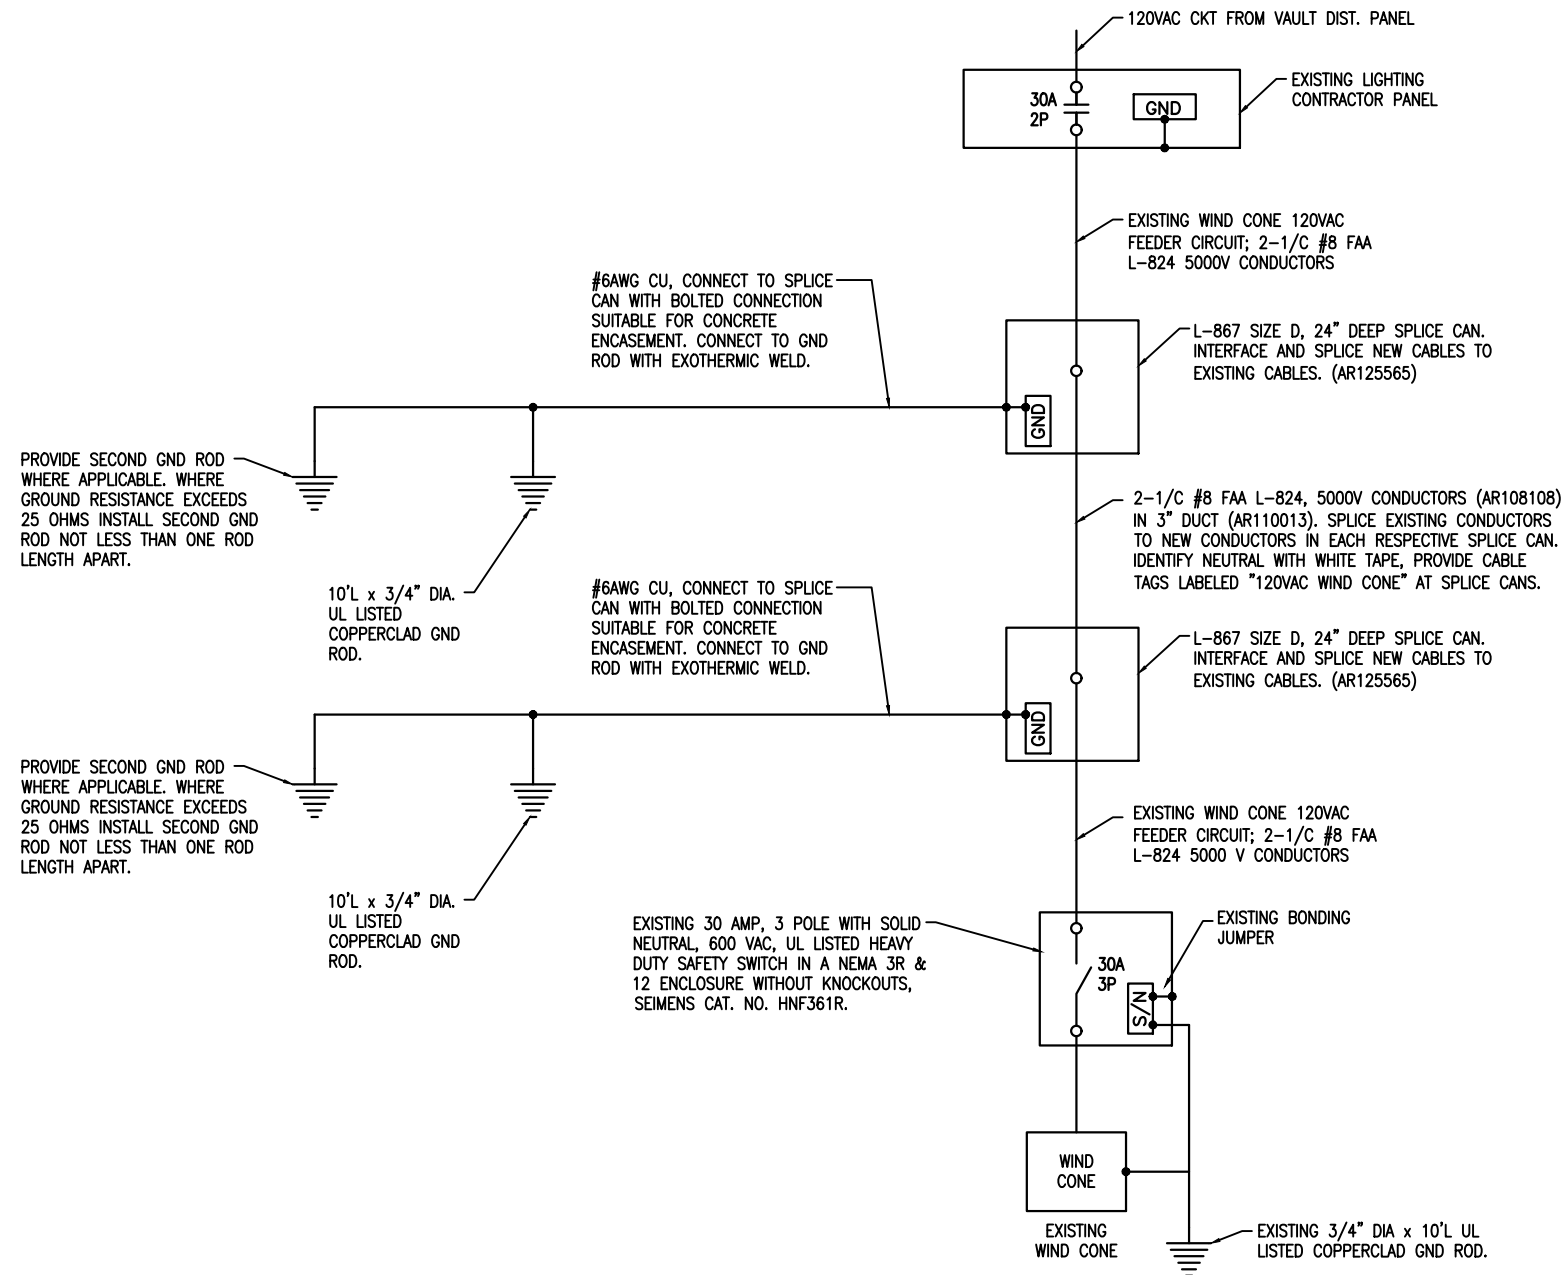 120VAC CKT FROM VAULT DIST. PANEL
30A
2P
GND
EXISTING LIGHTING
CONTRACTOR PANEL
EXISTING WIND CONE 120VAC
FEEDER CIRCUIT; 2-1/C #8 FAA
L-824 5000V CONDUCTORS
#6AWG CU, CONNECT TO SPLICE
CAN WITH BOLTED CONNECTION
SUITABLE FOR CONCRETE
ENCASEMENT. CONNECT TO GND
ROD WITH EXOTHERMIC WELD.
L-867 SIZE D, 24" DEEP SPLICE CAN.
INTERFACE AND SPLICE NEW CABLES TO
EXISTING CABLES. (AR125565)
GND
PROVIDE SECOND GND ROD
WHERE APPLICABLE. WHERE
GROUND RESISTANCE EXCEEDS
25 OHMS INSTALL SECOND GND
ROD NOT LESS THAN ONE ROD
LENGTH APART.
10'L x 3/4" DIA.
UL LISTED
COPPERCLAD GND
ROD.
2-1/C #8 FAA L-824, 5000V CONDUCTORS (AR108108)
IN 3" DUCT (AR110013). SPLICE EXISTING CONDUCTORS
TO NEW CONDUCTORS IN EACH RESPECTIVE SPLICE CAN.
IDENTIFY NEUTRAL WITH WHITE TAPE, PROVIDE CABLE
TAGS LABELED "120VAC WIND CONE" AT SPLICE CANS.
#6AWG CU, CONNECT TO SPLICE
CAN WITH BOLTED CONNECTION
SUITABLE FOR CONCRETE
ENCASEMENT. CONNECT TO GND
ROD WITH EXOTHERMIC WELD.
L-867 SIZE D, 24" DEEP SPLICE CAN.
INTERFACE AND SPLICE NEW CABLES TO
EXISTING CABLES. (AR125565)
GND
PROVIDE SECOND GND ROD
WHERE APPLICABLE. WHERE
GROUND RESISTANCE EXCEEDS
25 OHMS INSTALL SECOND GND
ROD NOT LESS THAN ONE ROD
LENGTH APART.
10'L x 3/4" DIA.
UL LISTED
COPPERCLAD GND
ROD.
EXISTING WIND CONE 120VAC
FEEDER CIRCUIT; 2-1/C #8 FAA
L-824 5000 V CONDUCTORS
EXISTING 30 AMP, 3 POLE WITH SOLID
NEUTRAL, 600 VAC, UL LISTED HEAVY
DUTY SAFETY SWITCH IN A NEMA 3R &
12 ENCLOSURE WITHOUT KNOCKOUTS,
SEIMENS CAT. NO. HNF361R.
EXISTING BONDING
JUMPER
30A
3P
S/N
WIND
CONE
EXISTING
WIND CONE
EXISTING 3/4" DIA x 10'L UL
LISTED COPPERCLAD GND ROD.